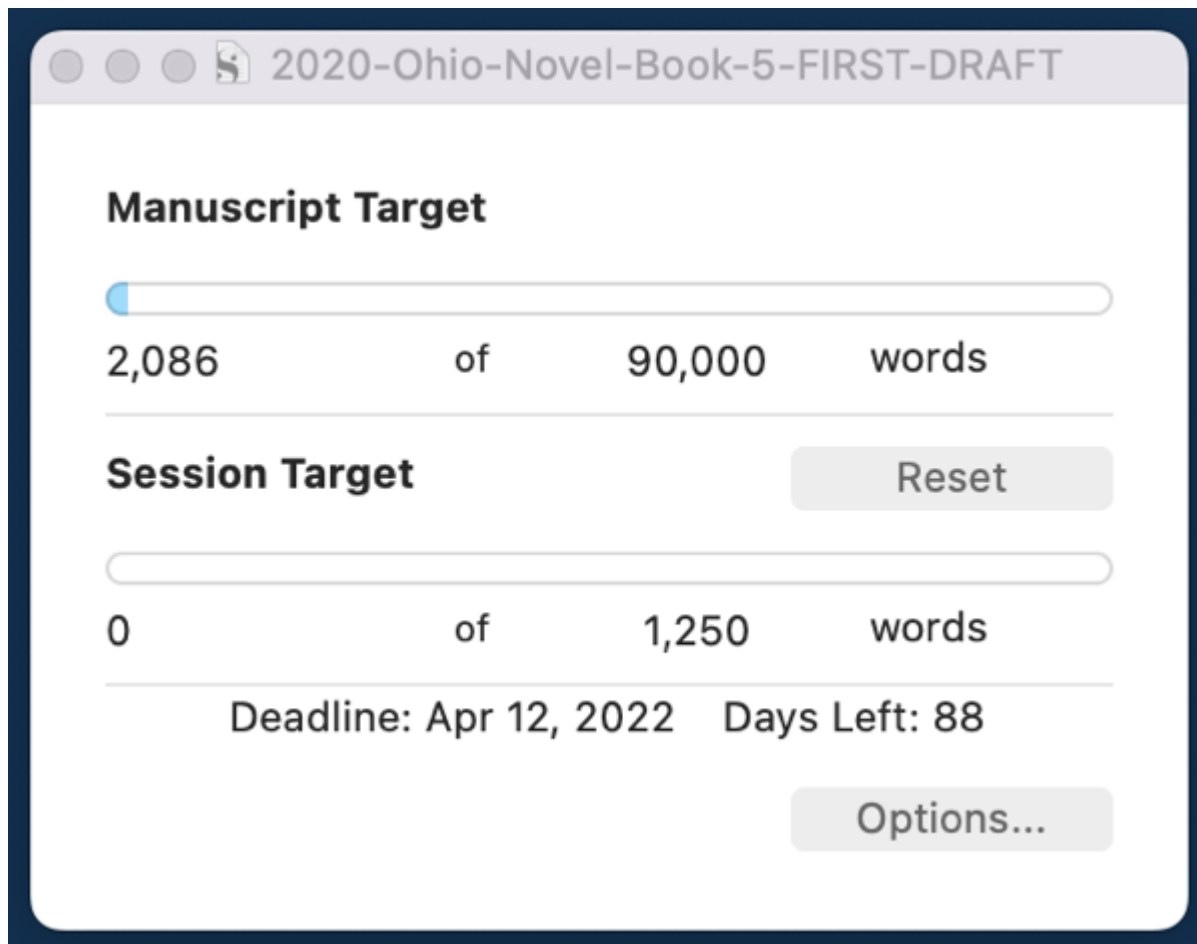 2020-Ohio-Novel-Book-5-FIRST-DRAFT
Manuscript Target
2,086 of 90,000 words
Session Target Reset
0 of 1,250 words
Deadline: Apr 12, 2022 Days Left: 88
Options...